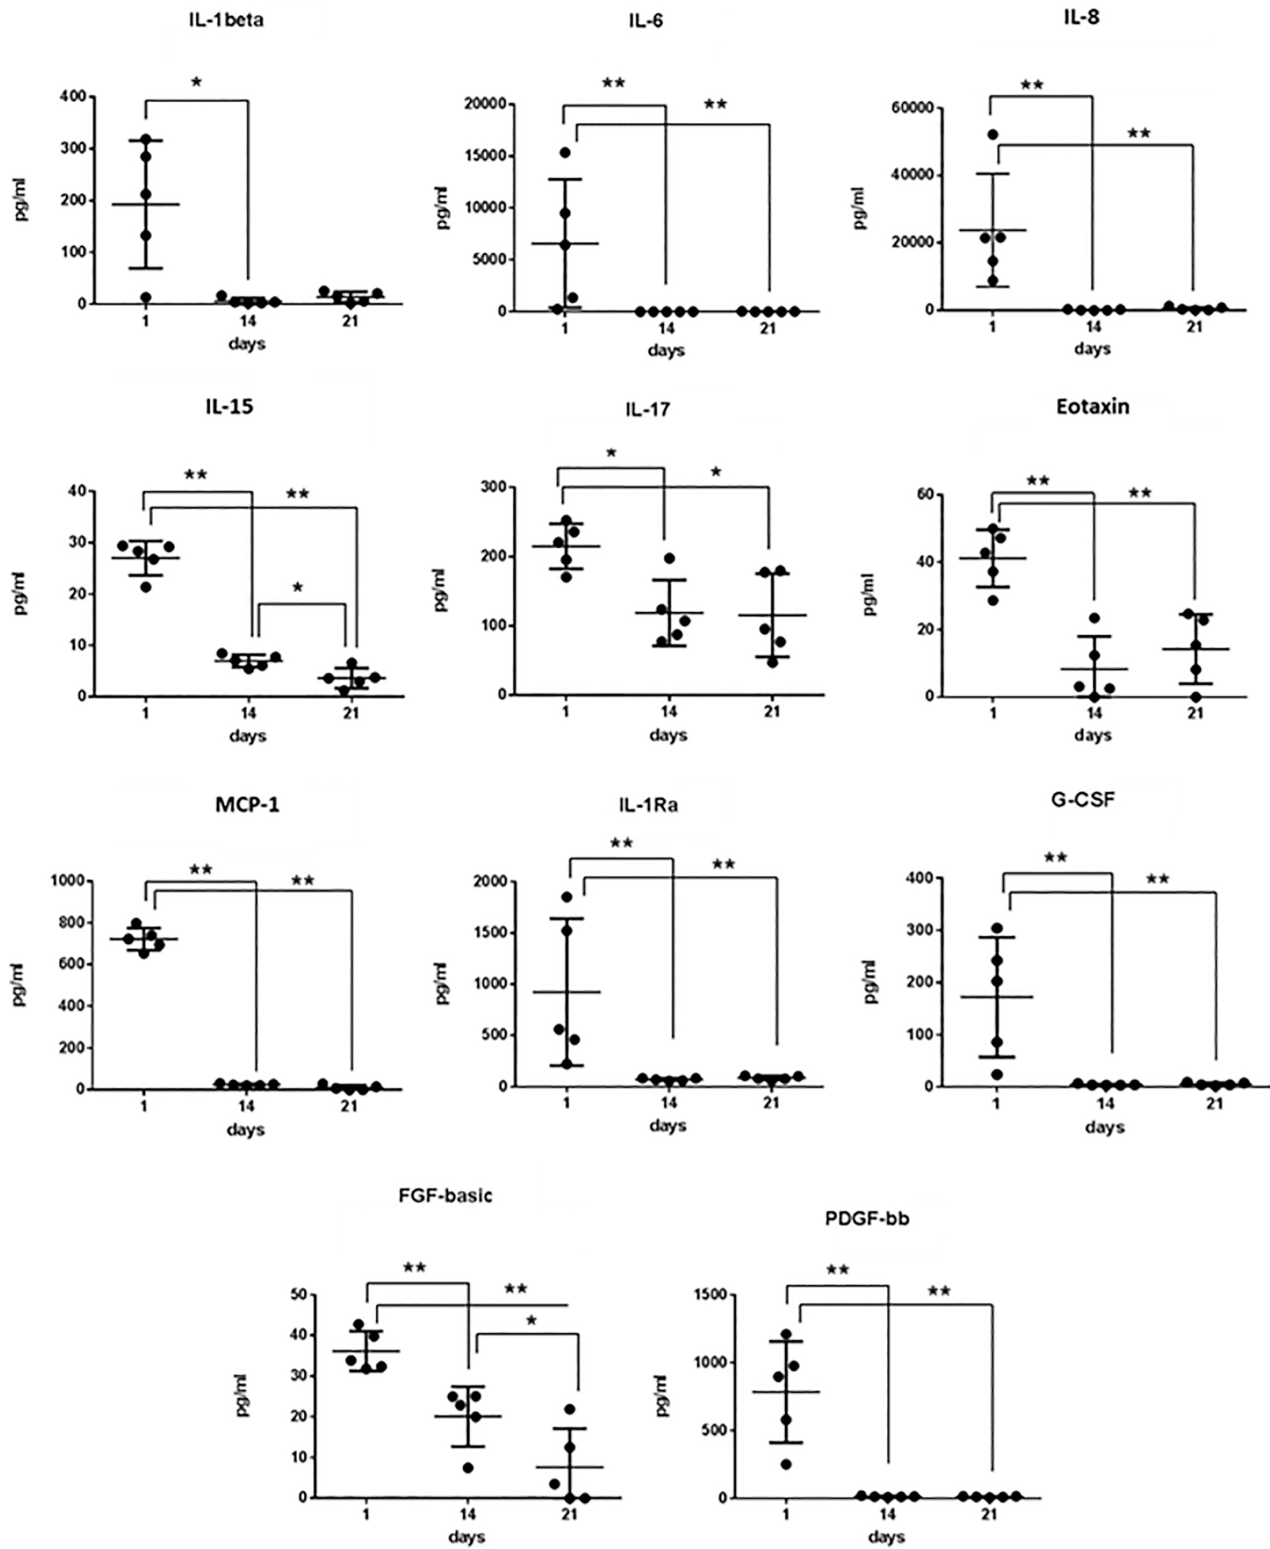 IL-1beta
*
400
300
200
100
0
pg/ml
1 14 21
days
IL-6
**
**
20000
15000
10000
5000
0
pg/ml
1 14 21
days
IL-8
**
**
60000
40000
20000
0
pg/ml
1 14 21
days
IL-15
**
**
*
40
30
20
10
0
pg/ml
1 14 21
days
IL-17
*
*
300
200
100
0
pg/ml
1 14 21
days
Eotaxin
**
**
60
40
20
0
pg/ml
1 14 21
days
MCP-1
**
**
1000
800
600
400
200
0
pg/ml
1 14 21
days
IL-1Ra
**
**
2000
1500
1000
500
0
pg/ml
1 14 21
days
G-CSF
**
**
400
300
200
100
0
pg/ml
1 14 21
days
FGF-basic
**
**
*
50
40
30
20
10
0
pg/ml
1 14 21
days
PDGF-bb
**
**
1500
1000
500
0
pg/ml
1 14 21
days